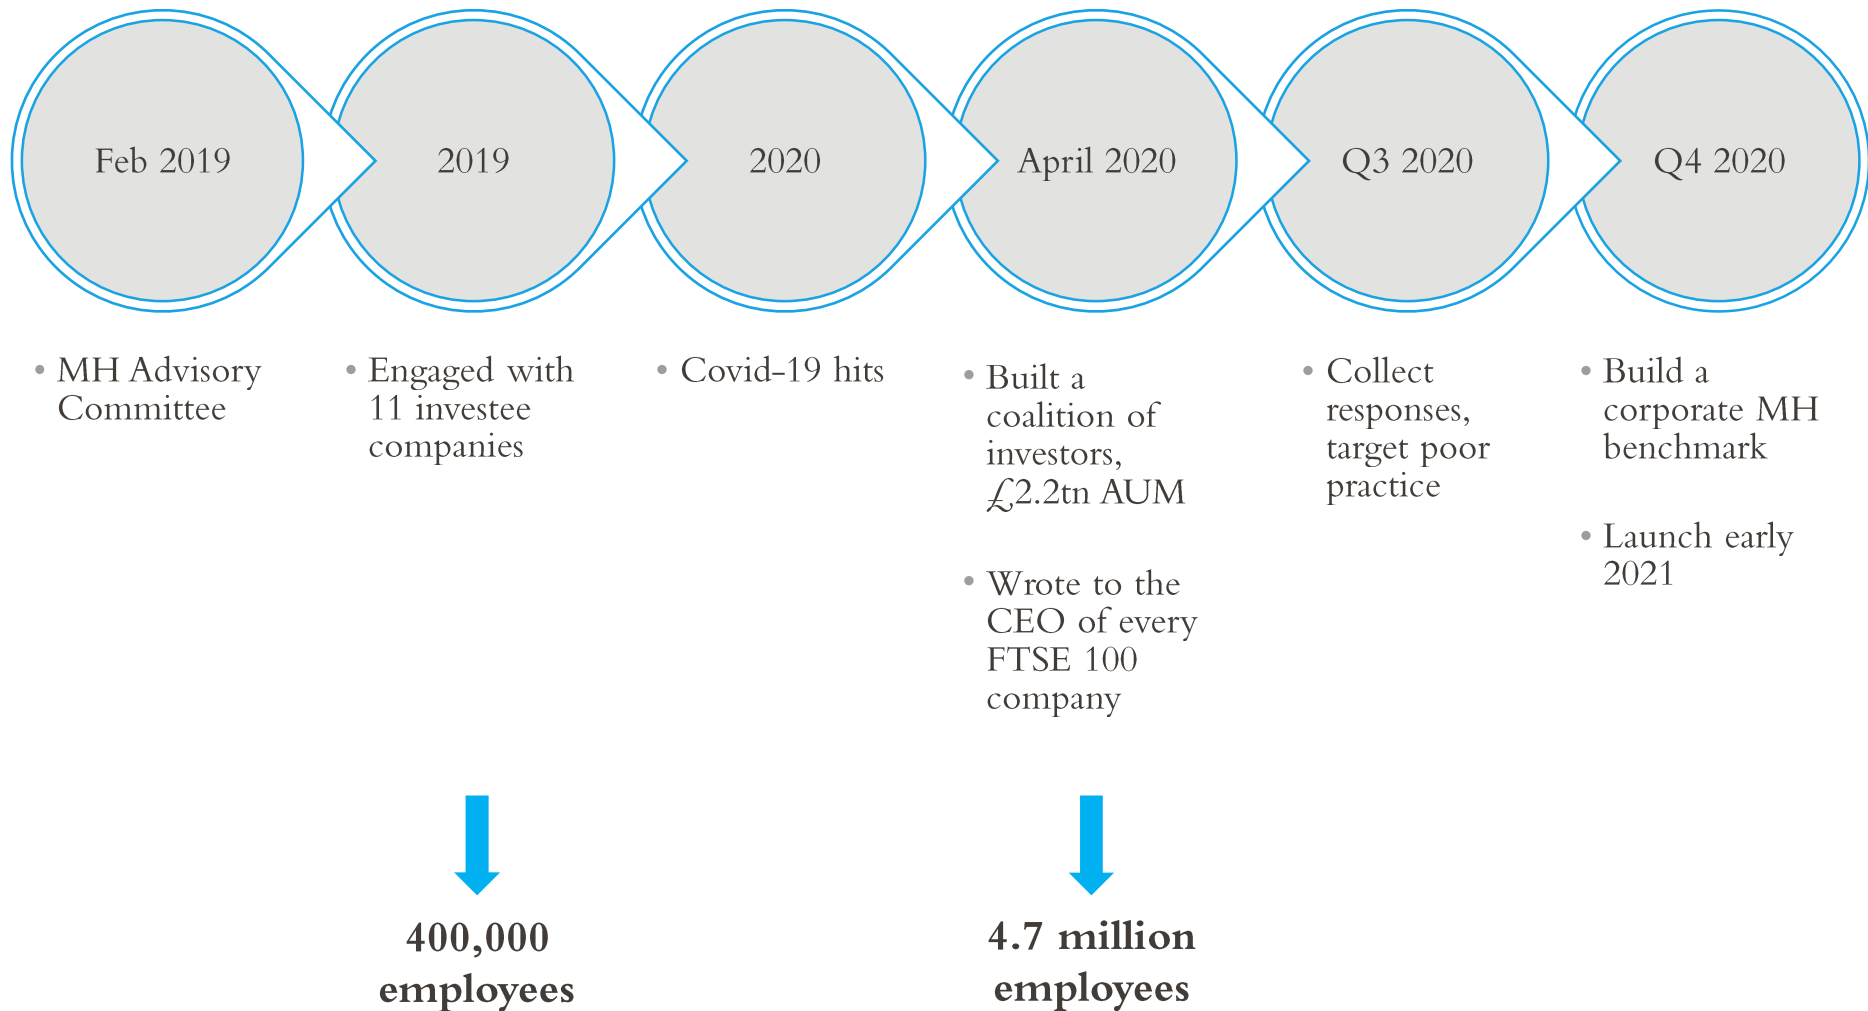 Feb 2019
2019
2020
April 2020
Q3 2020
Q4 2020
• MH Advisory
Committee
• Engaged with
11 investee
companies
• Covid-19 hits
• Built a
coalition of
investors,
£2.2tn AUM
• Wrote to the
CEO of every
FTSE 100
company
• Collect
responses,
target poor
practice
• Build a
corporate MH
benchmark
• Launch early
2021
400,000
employees
4.7 million
employees